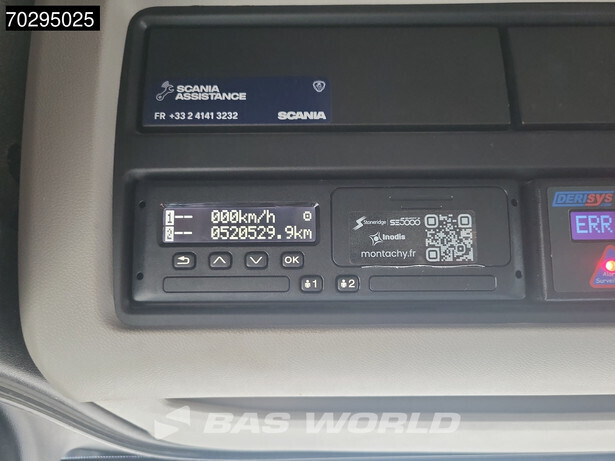 70295025
SCANIA
ASSISTANCE
FR +33 2 4141 3232
SCANIA
1 -- 000km/h
2 -- 0520529.9km
Stoneridge SE5000
Inodis
montachy.fr
OK
1
2
DERISYS
ERR
BAS WORLD